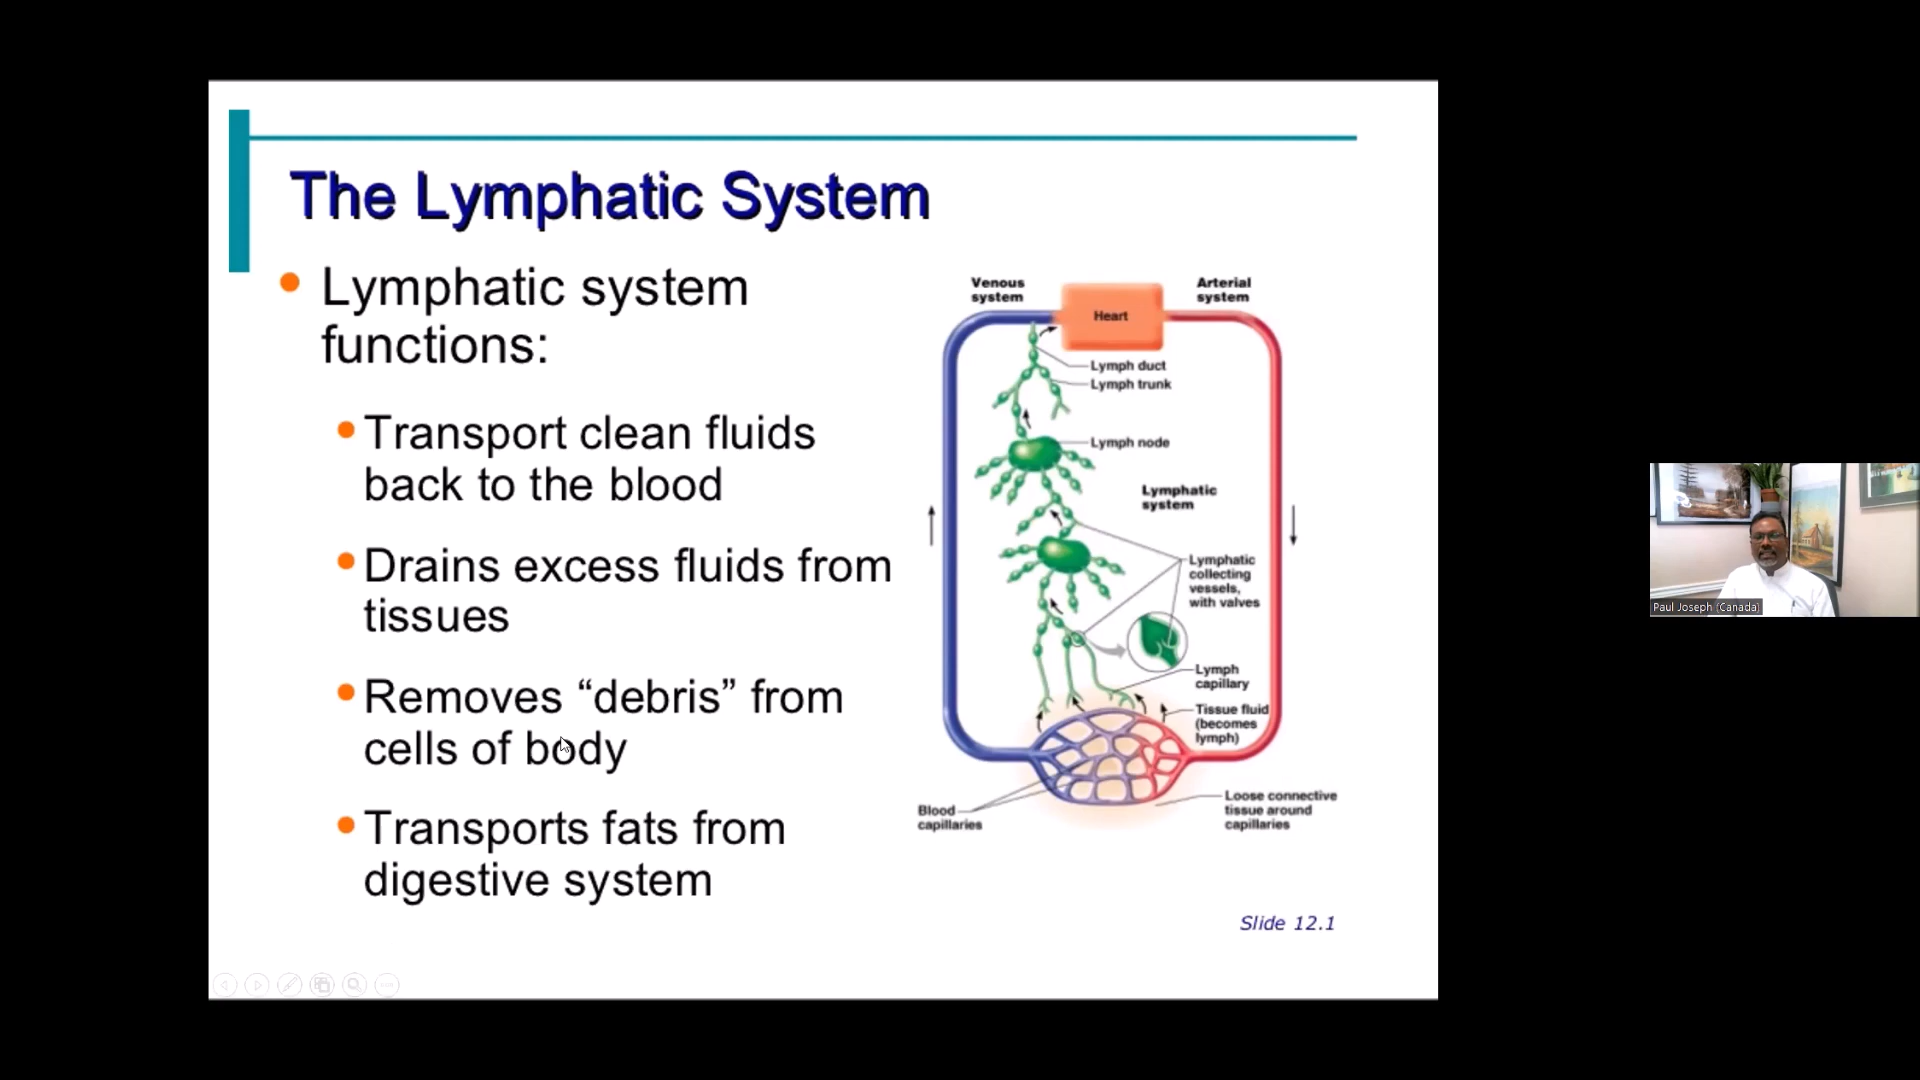 The Lymphatic System
Lymphatic system
functions:
Transport clean fluids
back to the blood
Drains excess fluids from
tissues
Removes “debris” from
cells of body
Transports fats from
digestive system
Venous
system
Heart
Arterial
system
Lymph duct
Lymph trunk
Lymph node
Lymphatic
system
Lymphatic
collecting
vessels,
with valves
Lymph
capillary
Tissue fluid
(becomes
lymph)
Blood
capillaries
Loose connective
tissue around
capillaries
Slide 12.1
Paul Joseph (Canada)